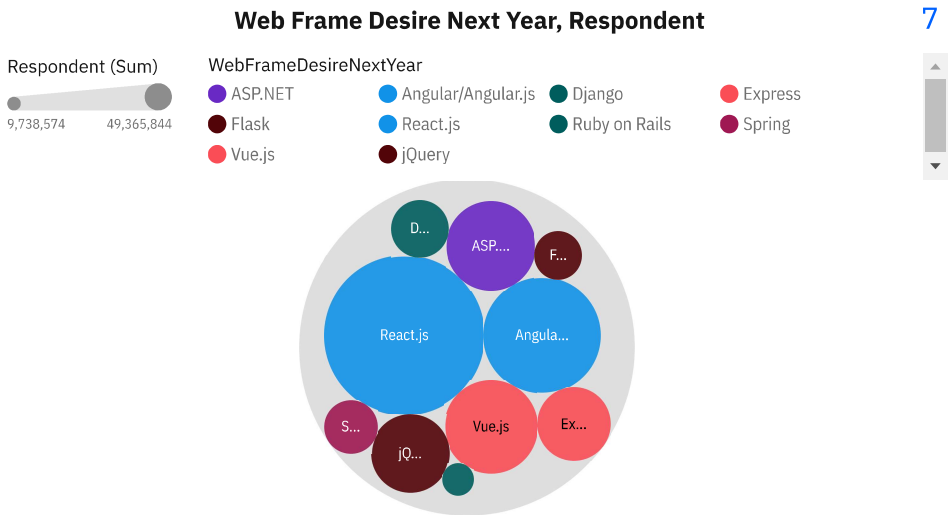 Web Frame Desire Next Year, Respondent
7
Respondent (Sum)
9,738,574 49,365,844
WebFrameDesireNextYear
ASP.NET Angular/Angular.js Django Express
Flask React.js Ruby on Rails Spring
Vue.js jQuery
D...
ASP....
F...
React.js
Angula...
S...
jQ...
Vue.js
Ex...